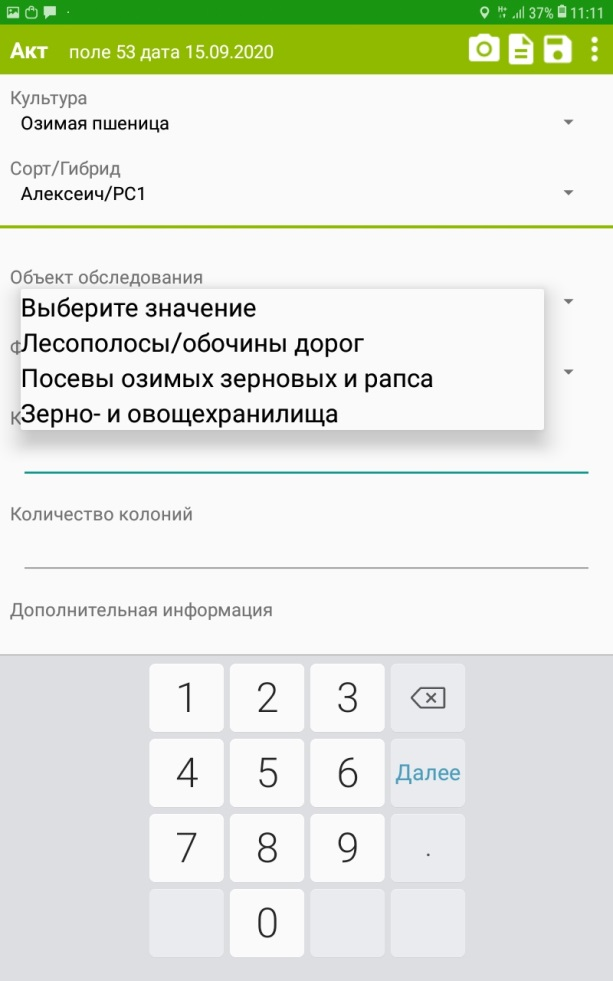 37% 11:11
Акт поле 53 дата 15.09.2020
Культура
Озимая пшеница
Сорт/Гибрид
Алексеич/РС1
Объект обследования
Выберите значение
Лесополосы/обочины дорог
Посевы озимых зерновых и рапса
Зерно- и овощехранилища
Количество колоний
Дополнительная информация
1 2 3
4 5 6 Далее
7 8 9 .
0